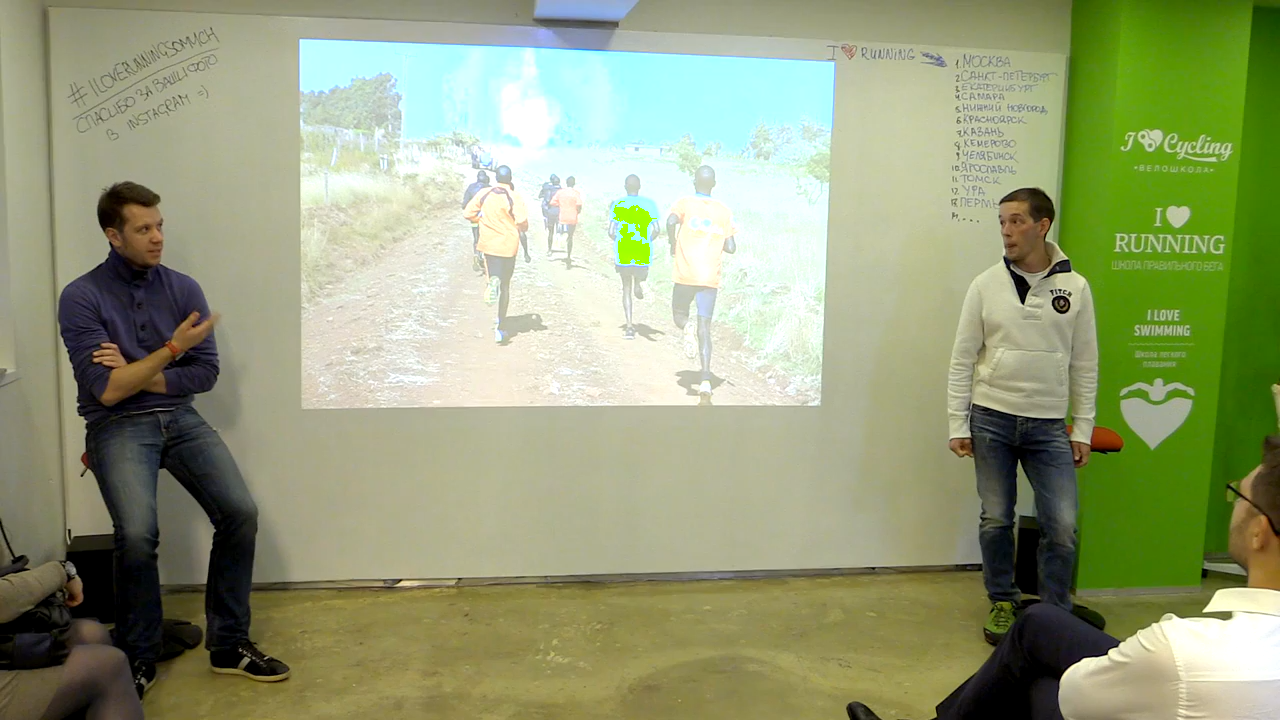 #ILOVERUNNINGSOMMCH
СПАСИБО ЗА ВАШИ ФОТО
В INSTAGRAM =)
I ❤ RUNNING
1. МОСКВА
2. САНКТ-ПЕТЕРБУРГ
3. ЕКАТЕРИНБУРГ
4. САМАРА
5. НИЖНИЙ НОВГОРОД
6. КРАСНОЯРСК
7. КАЗАНЬ
8. КЕМЕРОВО
9. ЧЕЛЯБИНСК
10. ЯРОСЛАВЛЬ
11. ТОМСК
12. УФА
13. ПЕРМЬ
14. ...
I ❤ Cycling
•ВЕЛОШКОЛА•
I ❤
RUNNING
ШКОЛА ПРАВИЛЬНОГО БЕГА
I LOVE
SWIMMING
Школа легкого
плавания
FITCH